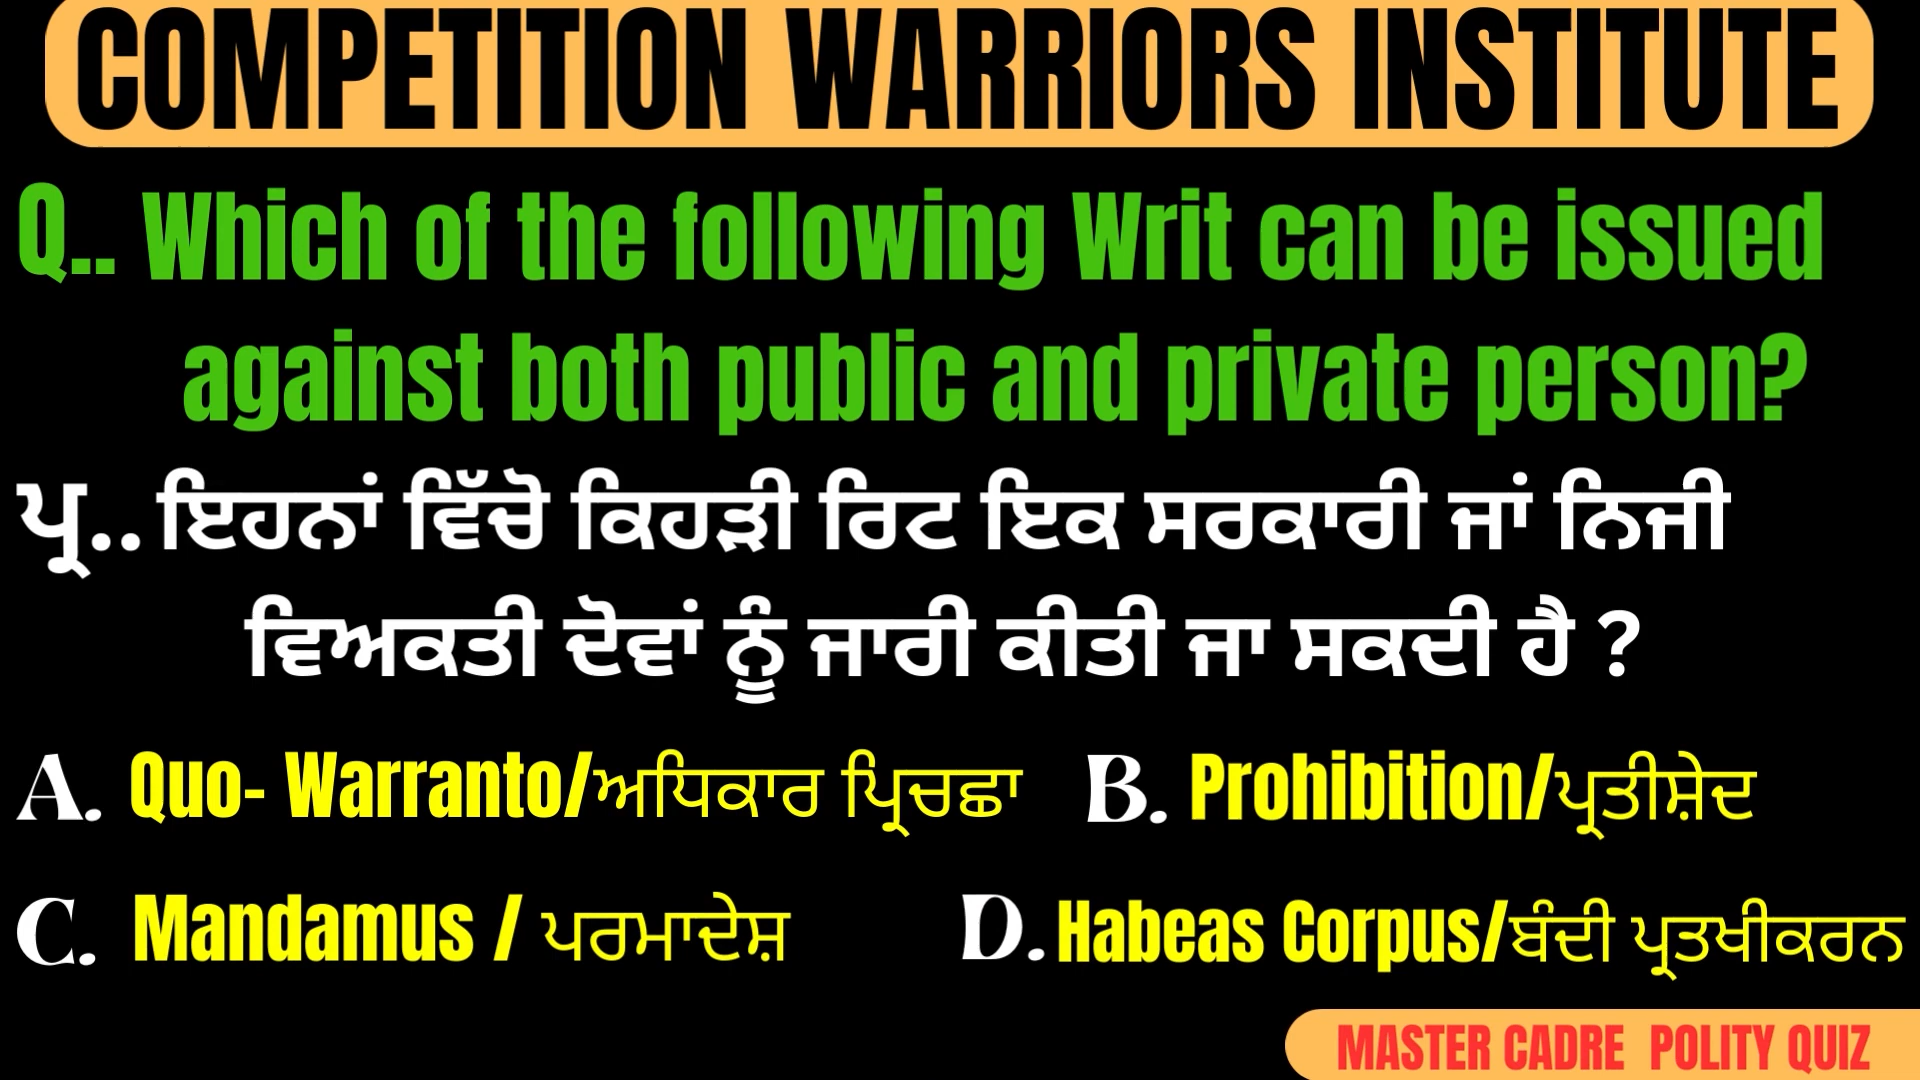 COMPETITION WARRIORS INSTITUTE
Q.. Which of the following Writ can be issued
against both public and private person?
ਪ੍ਰ.. ਇਹਨਾਂ ਵਿੱਚੋ ਕਿਹੜੀ ਰਿਟ ਇਕ ਸਰਕਾਰੀ ਜਾਂ ਨਿਜੀ
ਵਿਅਕਤੀ ਦੋਵਾਂ ਨੂੰ ਜਾਰੀ ਕੀਤੀ ਜਾ ਸਕਦੀ ਹੈ ?
A. Quo- Warranto/ਅਧਿਕਾਰ ਪ੍ਰਿਚਛਾ B. Prohibition/ਪ੍ਰਤੀਸ਼ੇਦ
C. Mandamus / ਪਰਮਾਦੇਸ਼ D. Habeas Corpus/ਬੰਦੀ ਪ੍ਰਤਖੀਕਰਨ
MASTER CADRE POLITY QUIZ